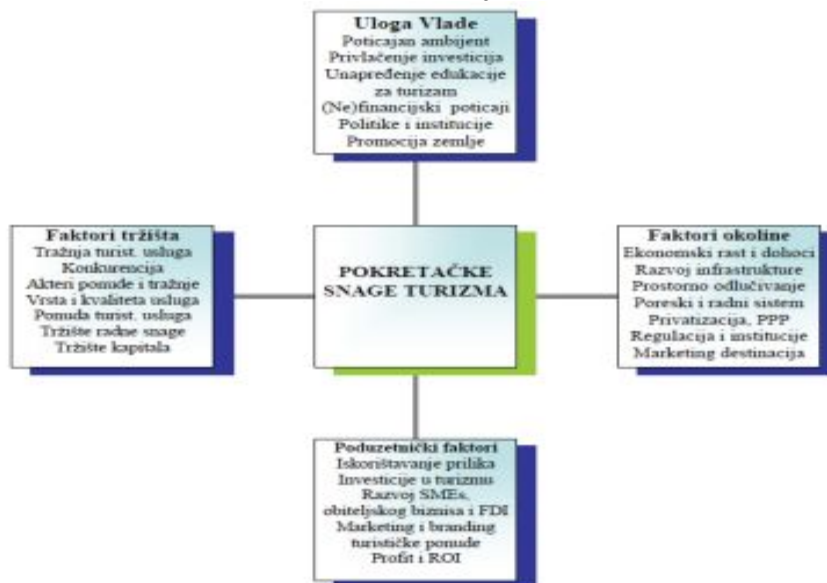 Uloga Vlade
Poticajan ambijent
Privlačenje investicija
Unapređenje edukacije
za turizam
(Ne)financijski poticaji
Politike i institucije
Promocija zemlje
Faktori tržišta
Tražnja turist. usluga
Konkurencija
Akteri ponude i tražnje
Vrsta i kvaliteta usluga
Ponuda turist. usluga
Tržište radne snage
Tržište kapitala
POKRETAČKE
SNAGE TURIZMA
Faktori okoline
Ekonomski rast i dohoci
Razvoj infrastrukture
Prostorno odlučivanje
Poreski i radni sistem
Privatizacija, PPP
Regulacija i institucije
Marketing destinacija
Poduzetnički faktori
Iskorištavanje prilika
Investicije u turizmu
Razvoj SMEs,
obiteljskog biznisa i FDI
Marketing i branding
turističke ponude
Profit i ROI